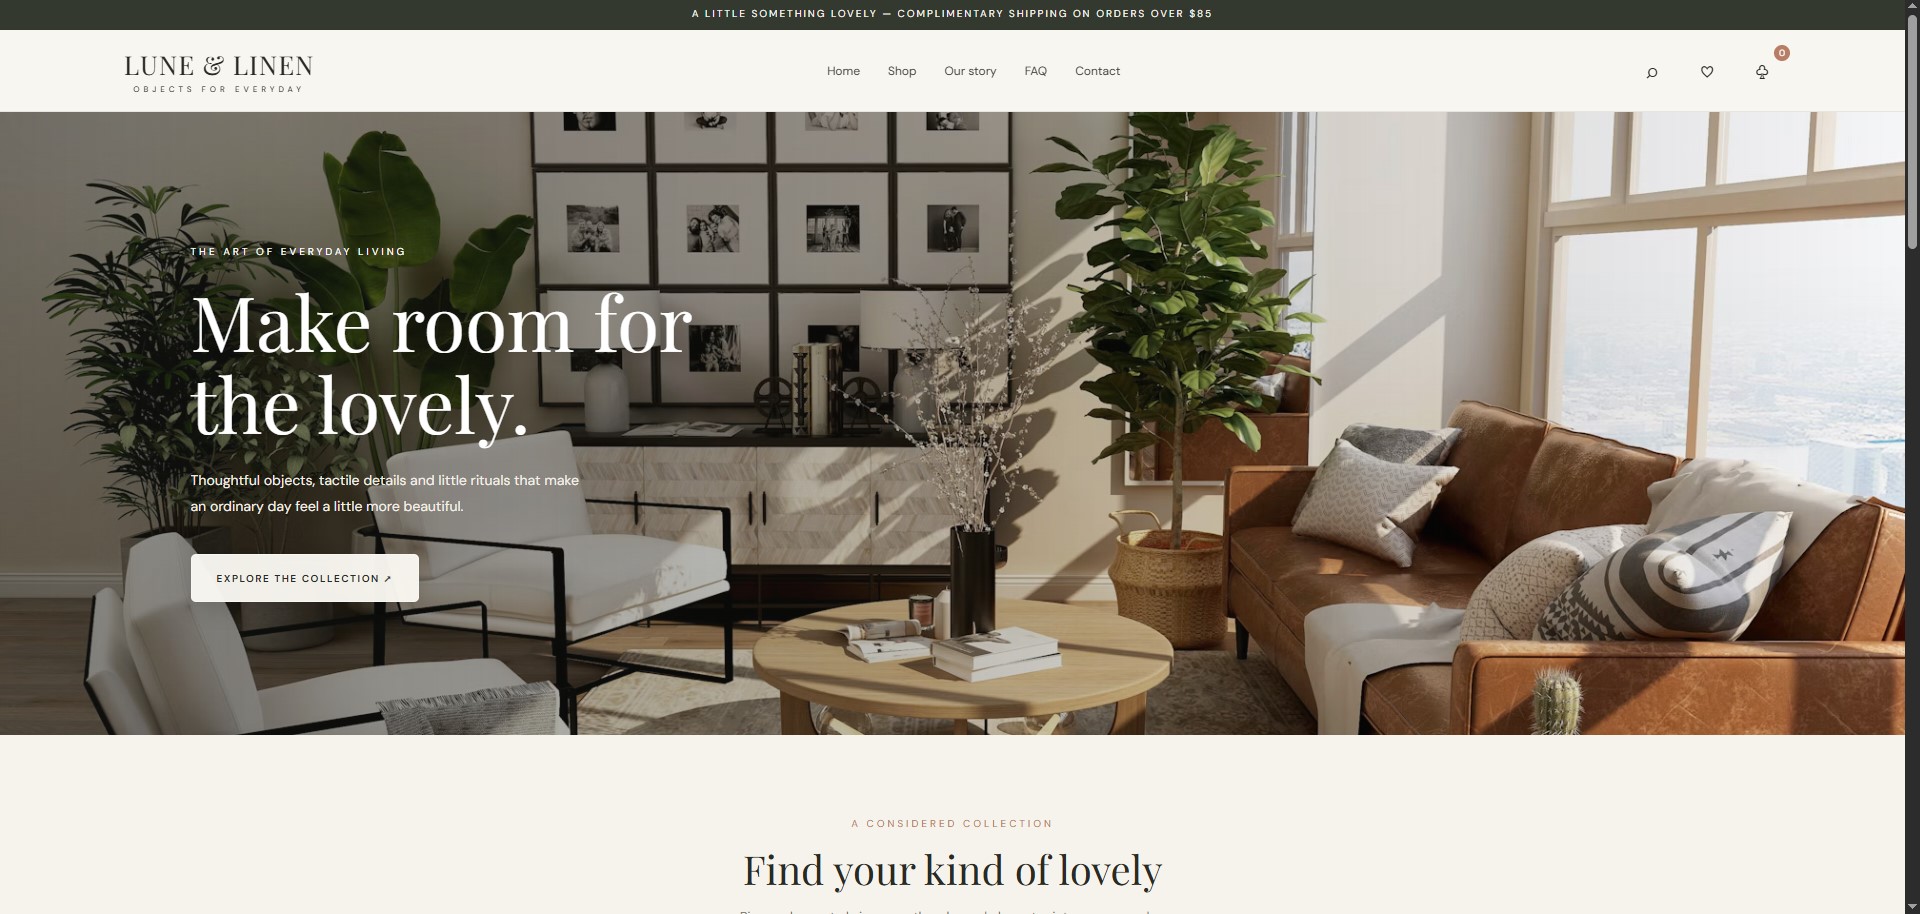 A LITTLE SOMETHING LOVELY — COMPLIMENTARY SHIPPING ON ORDERS OVER $85
LUNE & LINEN
OBJECTS FOR EVERYDAY
Home Shop Our story FAQ Contact
0
THE ART OF EVERYDAY LIVING
Make room for
the lovely.
Thoughtful objects, tactile details and little rituals that make
an ordinary day feel a little more beautiful.
EXPLORE THE COLLECTION ↗
A CONSIDERED COLLECTION
Find your kind of lovely